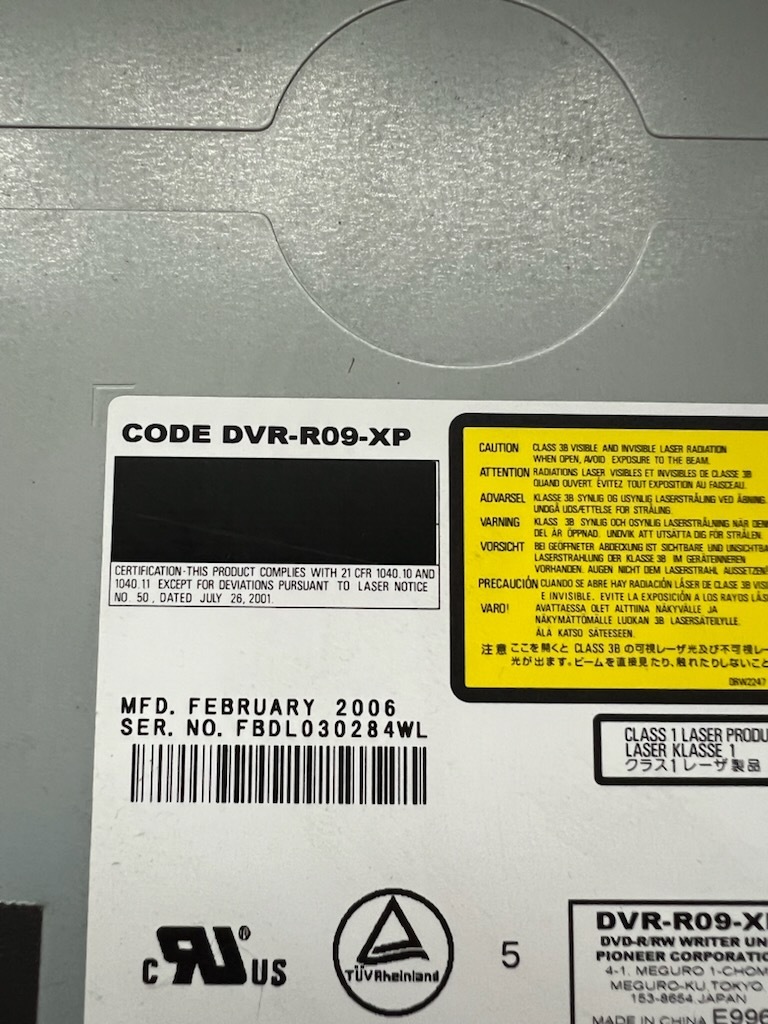 CODE DVR-R09-XP
CERTIFICATION-THIS PRODUCT COMPLIES WITH 21 CFR 1040.10 AND
1040.11 EXCEPT FOR DEVIATIONS PURSUANT TO LASER NOTICE
NO. 50, DATED JULY 26,2001.
CAUTION CLASS 3B VISIBLE AND INVISIBLE LASER RADIATION
WHEN OPEN, AVOID EXPOSURE TO THE BEAM.
ATTENTION RADIATIONS LASER VISIBLES ET INVISIBLES DE CLASSE 3B
QUAND OUVERT. ÉVITEZ TOUT EXPOSITION AU FAISCEAU.
ADVARSEL KLASSE 3B SYNLIG OG USYNLIG LASERSTRÅLING VED ÅBNING.
UNDGÅ UDSÆTTELSE FOR STRÅLING.
VARNING KLASS 3B SYNLIG OCH OSYNLIG LASERSTRÅLNING NÄR DEN
DEL ÄR ÖPPNAD. UNDVIK ATT UTSÄTTA DIG FÖR STRÅLEN.
VORSICHT BEI GEÖFFNETER ABDECKUNG IST SICHTBARE UND UNSICHTBA
LASERSTRAHLUNG DER KLASSE 3B IM GERÄTEINNEREN
VORHANDEN. AUGEN NICHT DEM LASERSTRAHL AUSSETZEN!
PRECAUCIÓN CUANDO SE ABRE HAY RADIACIÓN LÁSER DE CLASE 3B VISI
E INVISIBLE. EVITE LA EXPOSICIÓN A LOS RAYOS LÁS
VARO! AVATTAESSA OLET ALTTIINA NÄKYVÄLLE JA
NÄKYMÄTTÖMÄLLE LUOKAN 3B LASERSÄTEILYLLE.
ÄLÄ KATSO SÄTEESEEN.
注意 ここを開くと CLASS 3B の可視レーザ光及び不可視レー
光が出ます。ビームを直接見たり、触れたりしないこと
DRW2247
MFD. FEBRUARY 2006
SER. NO. FBDL030284WL
CLASS 1 LASER PRODU
LASER KLASSE 1
クラス1 レーザ製品
c RU ® US
TÜVRheinland
5
DVR-R09-X
DVD-R/RW WRITER UN
PIONEER CORPORATIO
4-1, MEGURO 1-CHOM
MEGURO-KU, TOKYO
153-8654, JAPAN
MADE IN CHINA E996